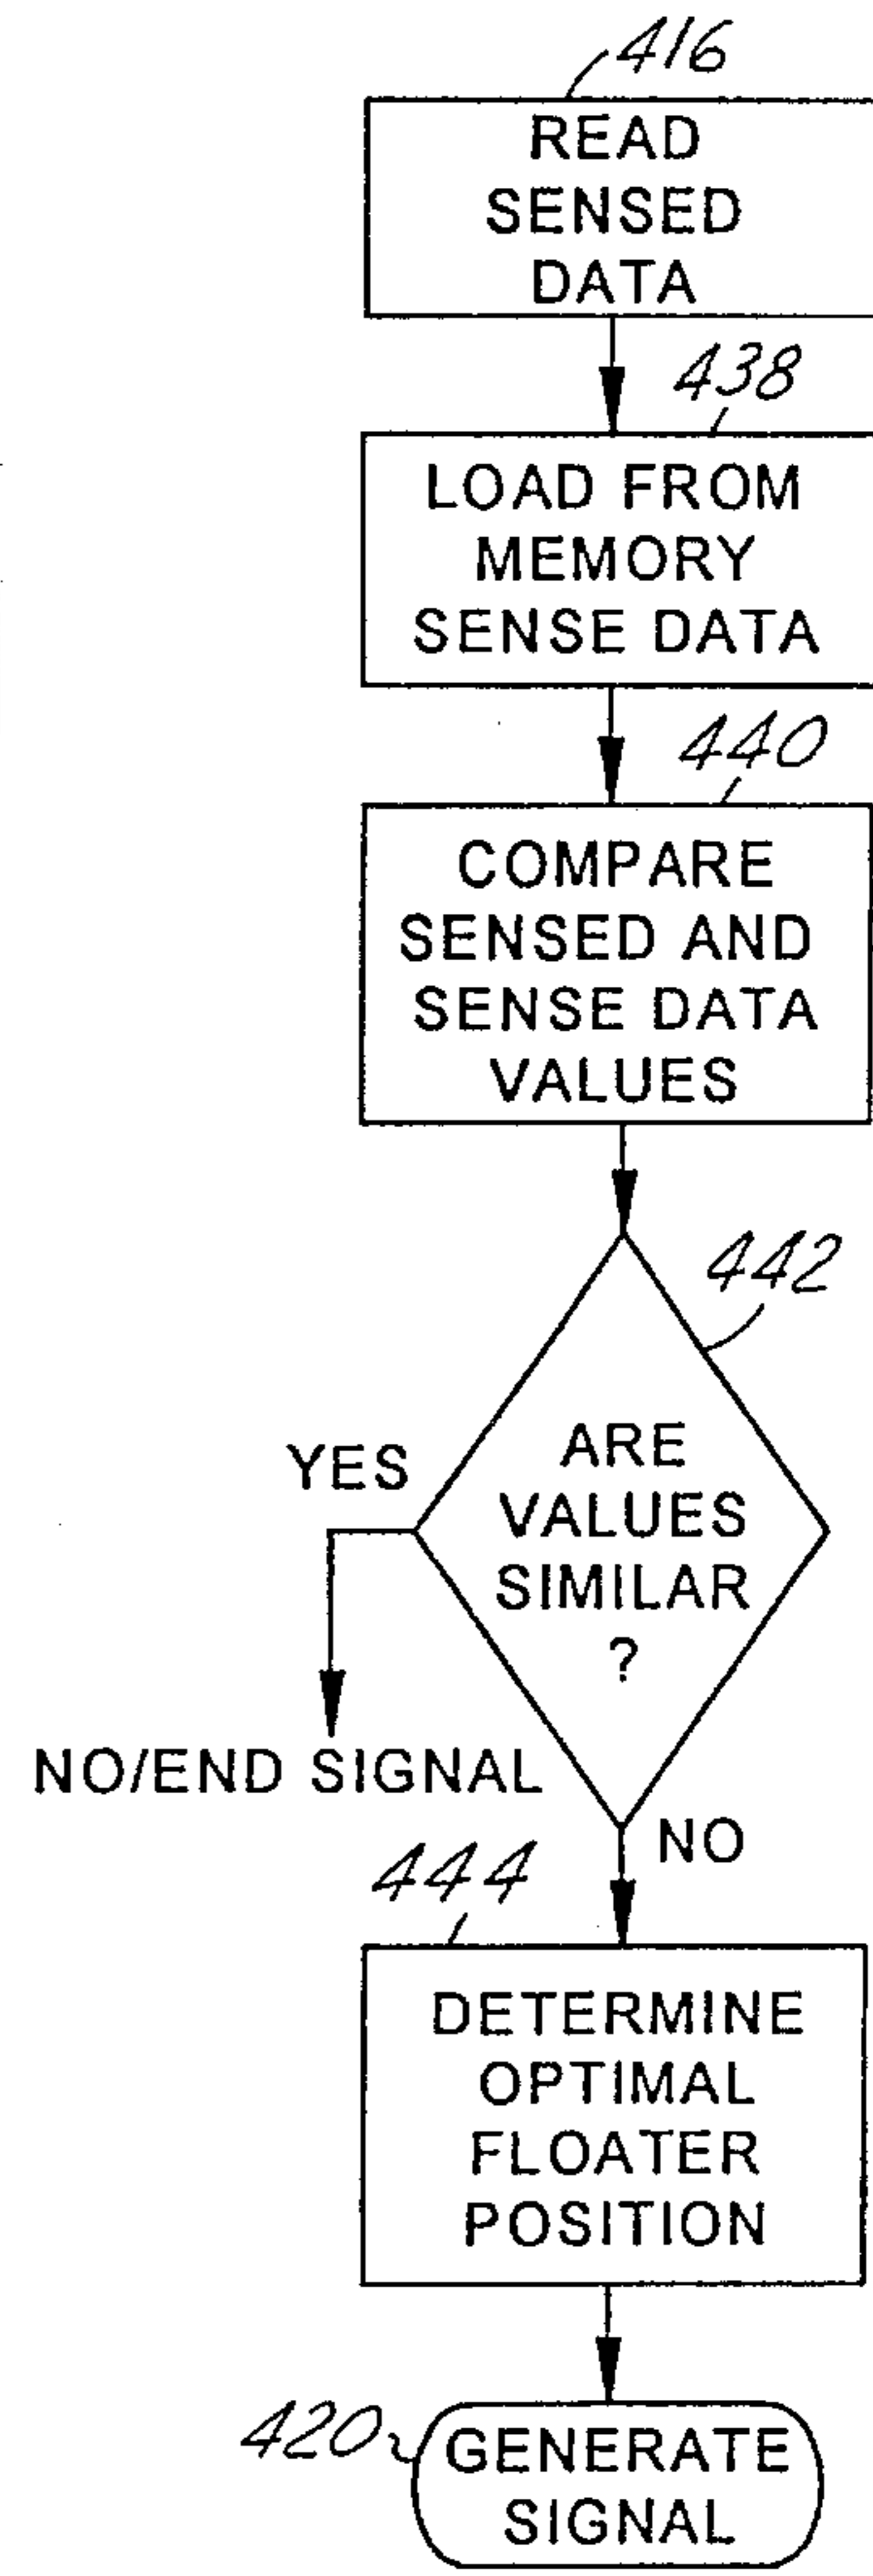 416
READ
SENSED
DATA
438
LOAD FROM
MEMORY
SENSE DATA
440
COMPARE
SENSED AND
SENSE DATA
VALUES
442
YES
ARE
VALUES
SIMILAR
?
NO/END SIGNAL
NO
444
DETERMINE
OPTIMAL
FLOATER
POSITION
420
GENERATE
SIGNAL